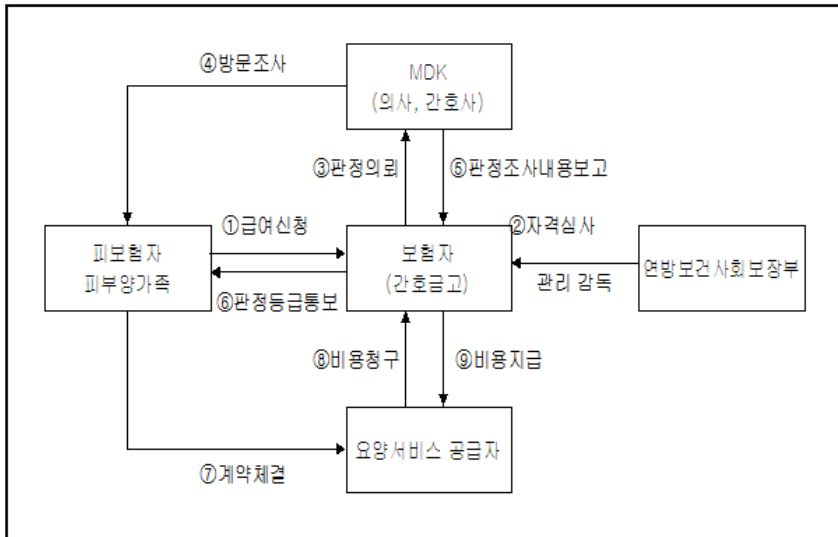 ④방문조사
MDK
(의사, 간호사)
③판정의뢰
⑤판정조사내용보고
①급여신청
②자격심사
피보험자
피부양가족
보험자
(간호금고)
연방보건사회보장부
관리 감독
⑥판정등급통보
⑧비용청구
⑨비용지급
요양서비스 공급자
⑦계약체결